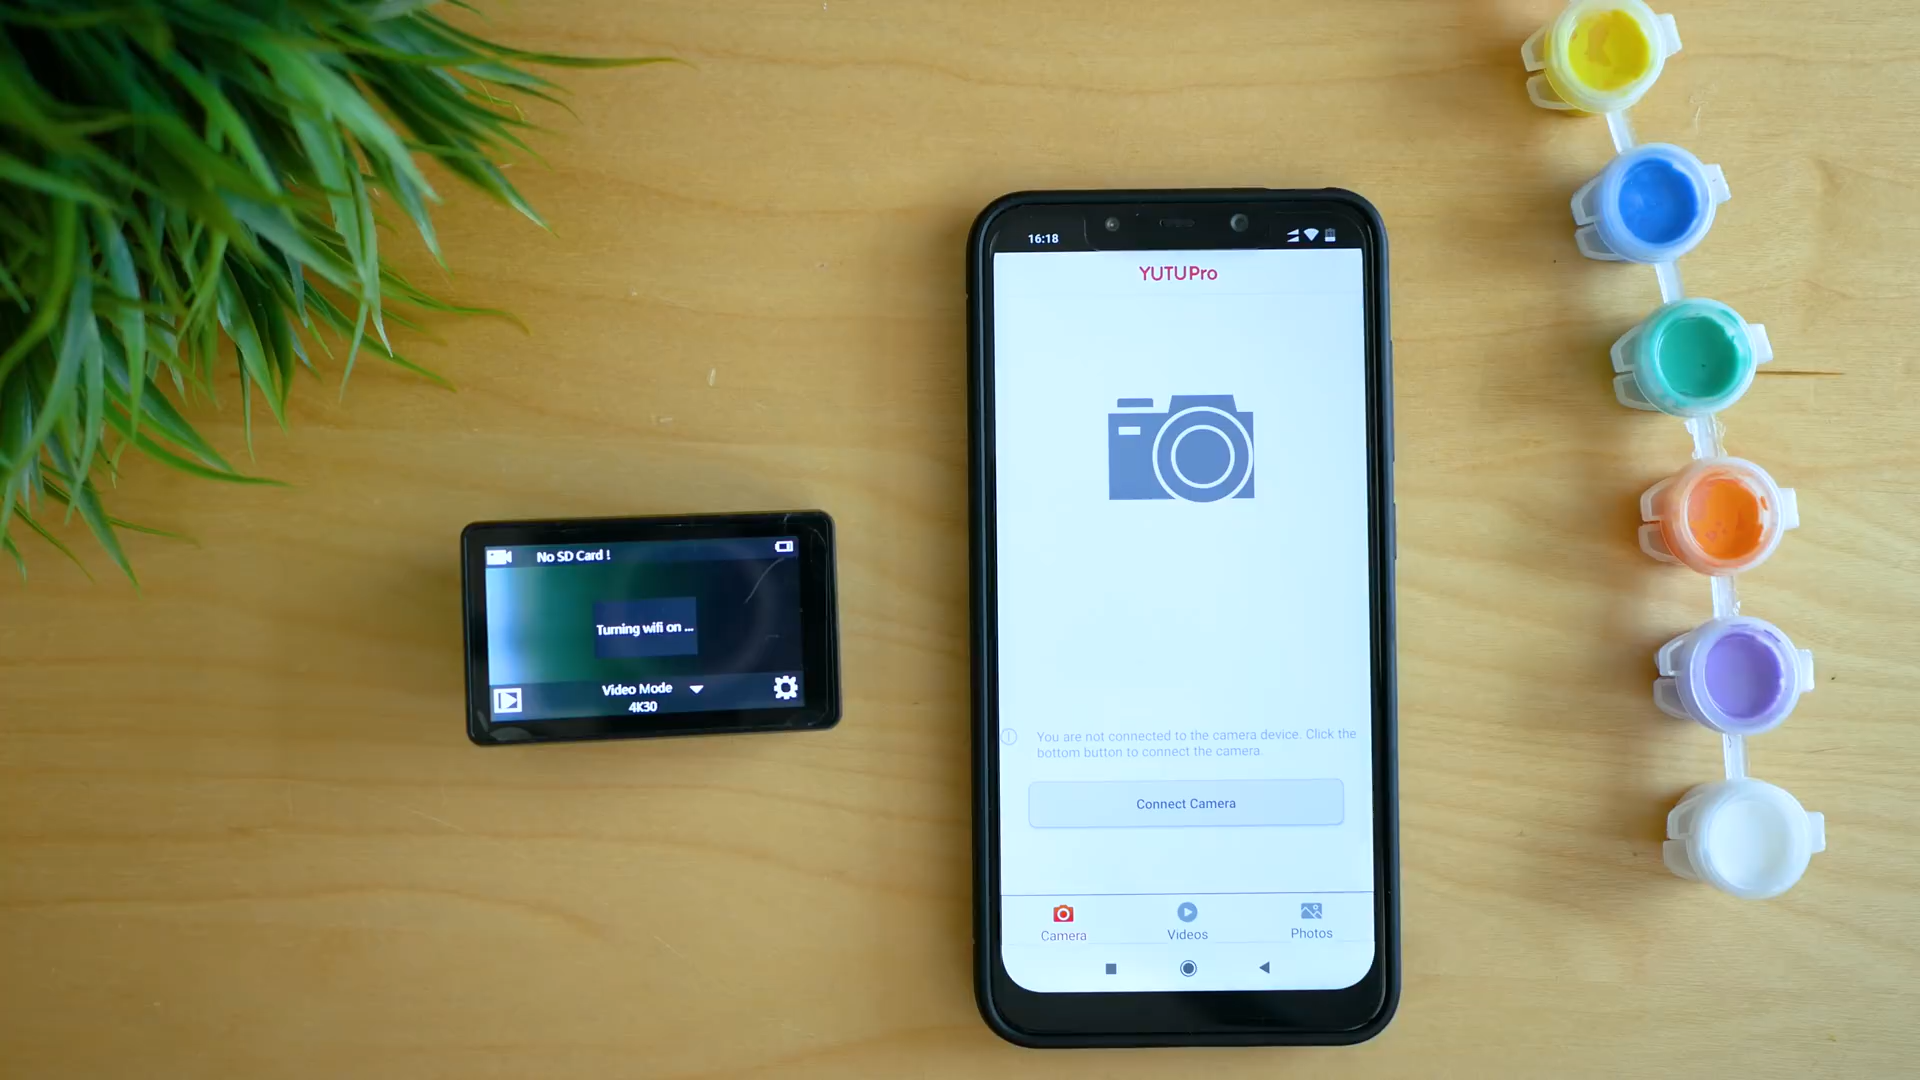 No SD Card !
Turning wifi on ...
Video Mode
4K30
16:18
YUTUPro
You are not connected to the camera device. Click the
bottom button to connect the camera.
Connect Camera
Camera
Videos
Photos